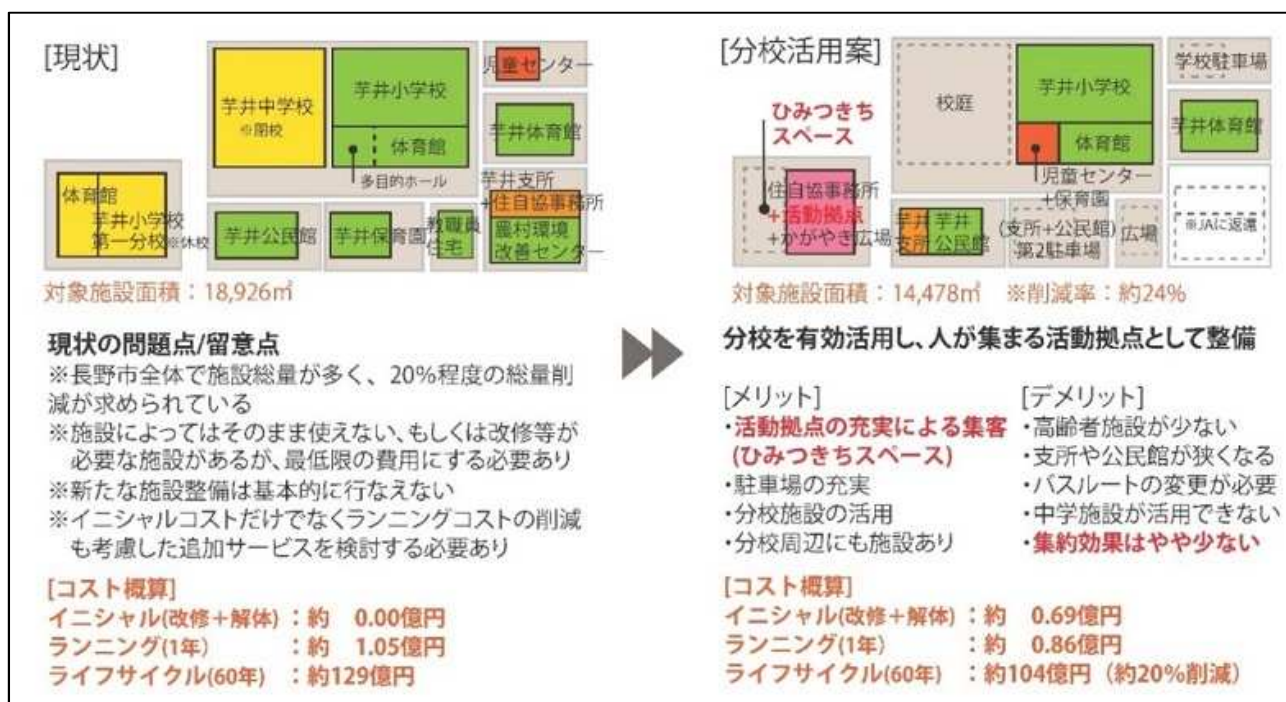 [現状]
芋井中学校
※閉校
芋井小学校
体育館
多目的ホール
児童センター
芋井体育館
芋井支所
+住自協事務所
農村環境
改善センター
体育館
芋井小学校
第一分校※休校
芋井公民館
芋井保育園
教職員
住宅
対象施設面積：18,926㎡
現状の問題点/留意点
※長野市全体で施設総量が多く、20%程度の総量削
減が求められている
※施設によってはそのまま使えない、もしくは改修等が
必要な施設があるが、最低限の費用にする必要あり
※新たな施設整備は基本的に行なえない
※イニシャルコストだけでなくランニングコストの削減
も考慮した追加サービスを検討する必要あり
[コスト概算]
イニシャル(改修＋解体)：約 0.00億円
ランニング(1年)：約 1.05億円
ライフサイクル(60年)：約129億円
[分校活用案]
ひみつきち
スペース
校庭
芋井小学校
体育館
児童センター
+保育園
学校駐車場
芋井体育館
住自協事務所
+活動拠点
+かがやき広場
芋井
支所
芋井
公民館
(支所+公民館)
第2駐車場
広場
※JAに返還
対象施設面積：14,478㎡ ※削減率：約24%
分校を有効活用し、人が集まる活動拠点として整備
[メリット]
・活動拠点の充実による集客
(ひみつきちスペース)
・駐車場の充実
・分校施設の活用
・分校周辺にも施設あり
[デメリット]
・高齢者施設が少ない
・支所や公民館が狭くなる
・バスルートの変更が必要
・中学施設が活用できない
・集約効果はやや少ない
[コスト概算]
イニシャル(改修＋解体)：約 0.69億円
ランニング(1年)：約 0.86億円
ライフサイクル(60年)：約104億円（約20%削減）